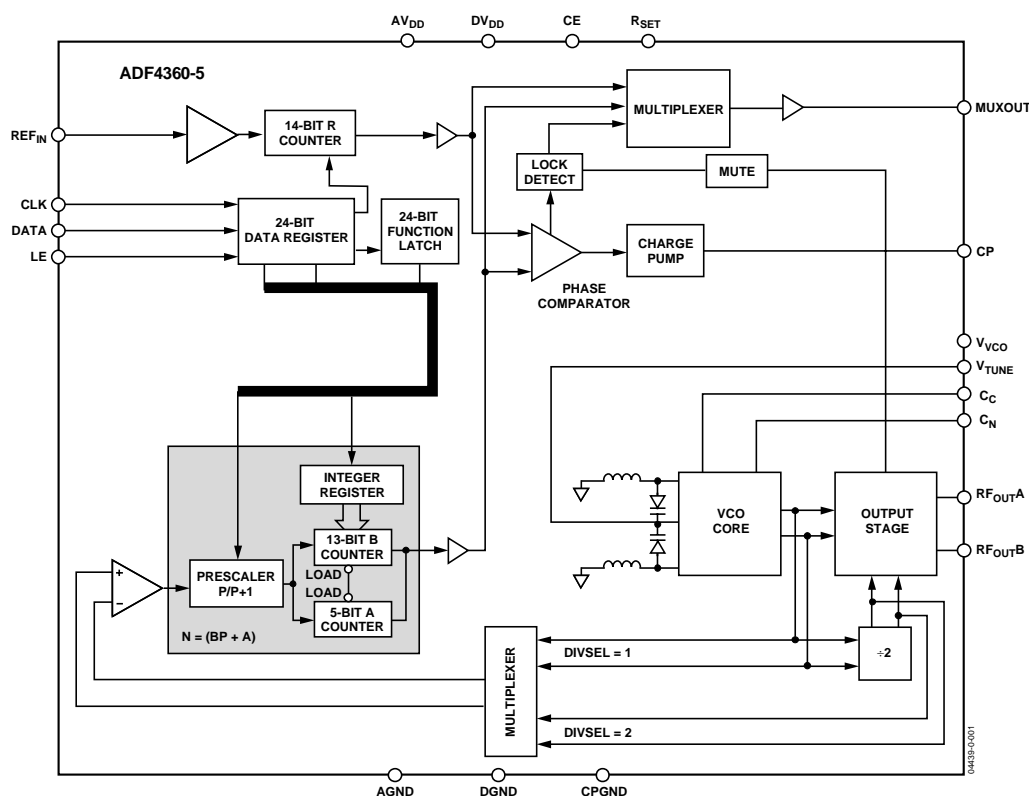 AVDD
DVDD
CE
RSET
ADF4360-5
MULTIPLEXER
MUXOUT
REFIN
14-BIT R
COUNTER
LOCK
DETECT
MUTE
CLK
DATA
LE
24-BIT
DATA REGISTER
24-BIT
FUNCTION
LATCH
CHARGE
PUMP
CP
PHASE
COMPARATOR
VVCO
VTUNE
CC
CN
INTEGER
REGISTER
13-BIT B
COUNTER
LOAD
LOAD
5-BIT A
COUNTER
PRESCALER
P/P+1
+
−
N = (BP + A)
VCO
CORE
OUTPUT
STAGE
RFOUTA
RFOUTB
MULTIPLEXER
DIVSEL = 1
÷2
DIVSEL = 2
AGND
DGND
CPGND
04439-0-001